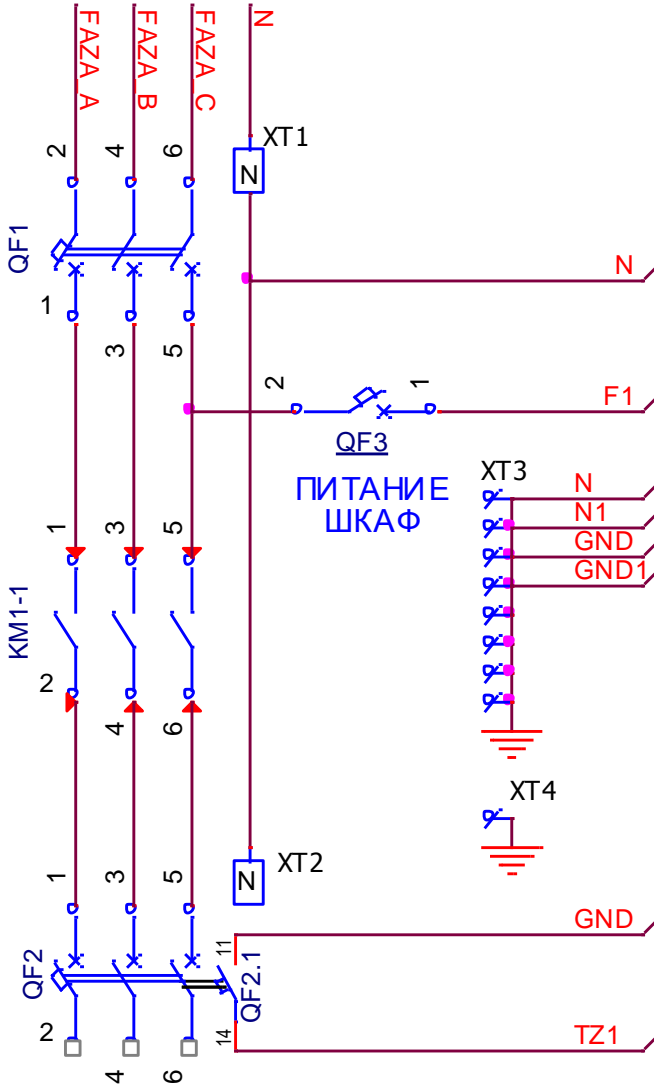 FAZA_A
FAZA_B
FAZA_C
N
XT1
N
2
4
6
QF1
1
3
5
N
2
1
F1
QF3
ПИТАНИЕ
ШКАФ
XT3
N
N1
GND
GND1
1
3
5
KM1-1
2
4
6
XT4
XT2
N
1
3
5
GND
11
QF2
QF2.1
2
4
6
14
TZ1